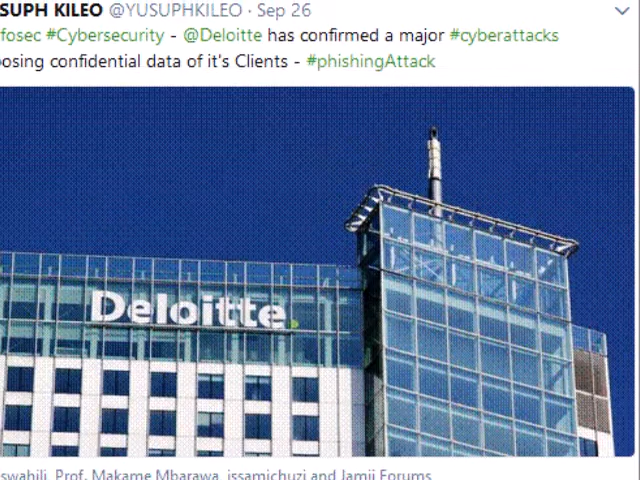 SUPH KILEO @YUSUPHKILEO · Sep 26
fosec #Cybersecurity - @Deloitte has confirmed a major #cyberattacks
osing confidential data of it's Clients - #phishingAttack
Deloitte.
swahili, Prof. Makame Mbarawa, issamichuzi and Jamii Forums